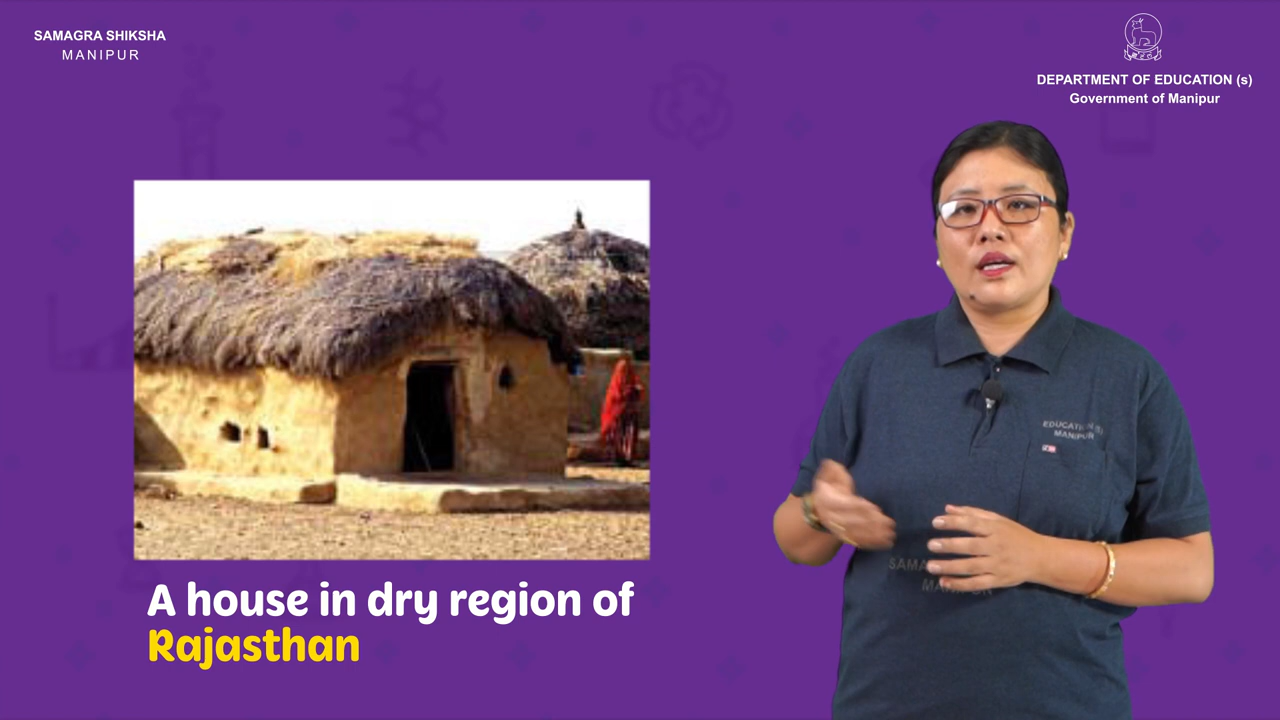 SAMAGRA SHIKSHA
MANIPUR
DEPARTMENT OF EDUCATION (s)
Government of Manipur
A house in dry region of
Rajasthan
EDUCATION (S)
MANIPUR